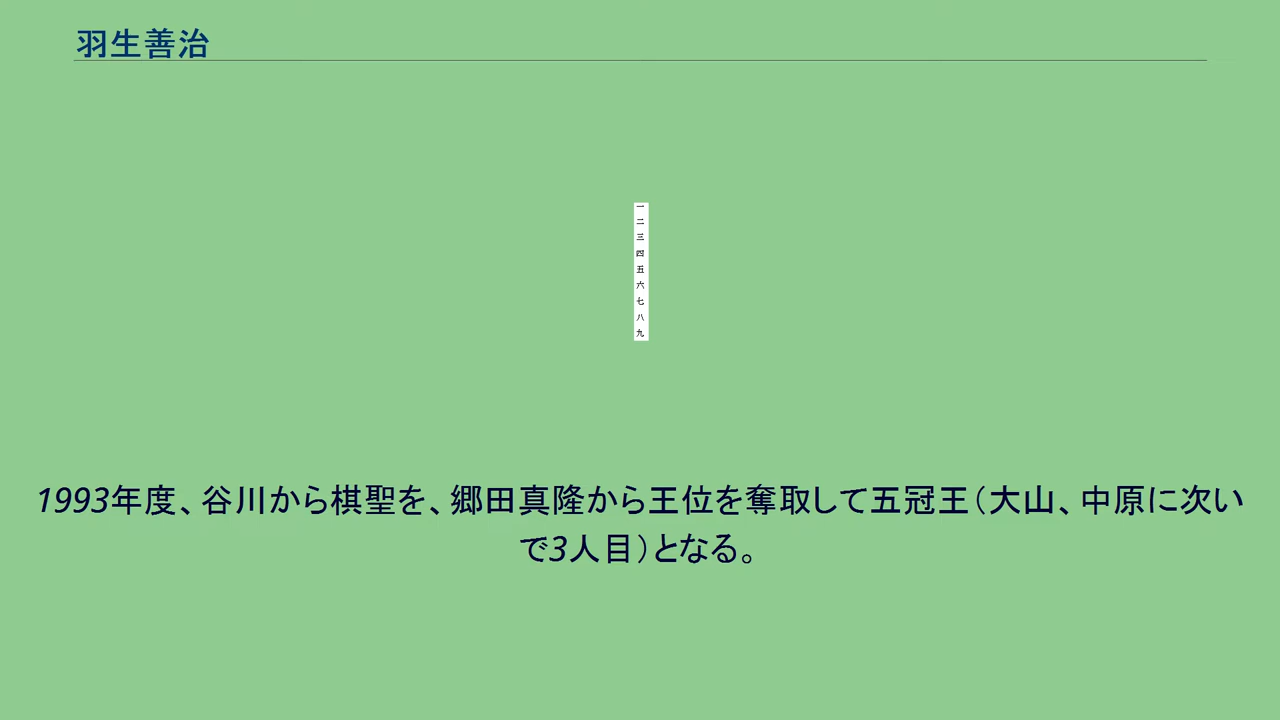 羽生善治
一
二
三
四
五
六
七
八
九
1993年度、谷川から棋聖を、郷田真隆から王位を奪取して五冠王（大山、中原に次い
で3人目）となる。